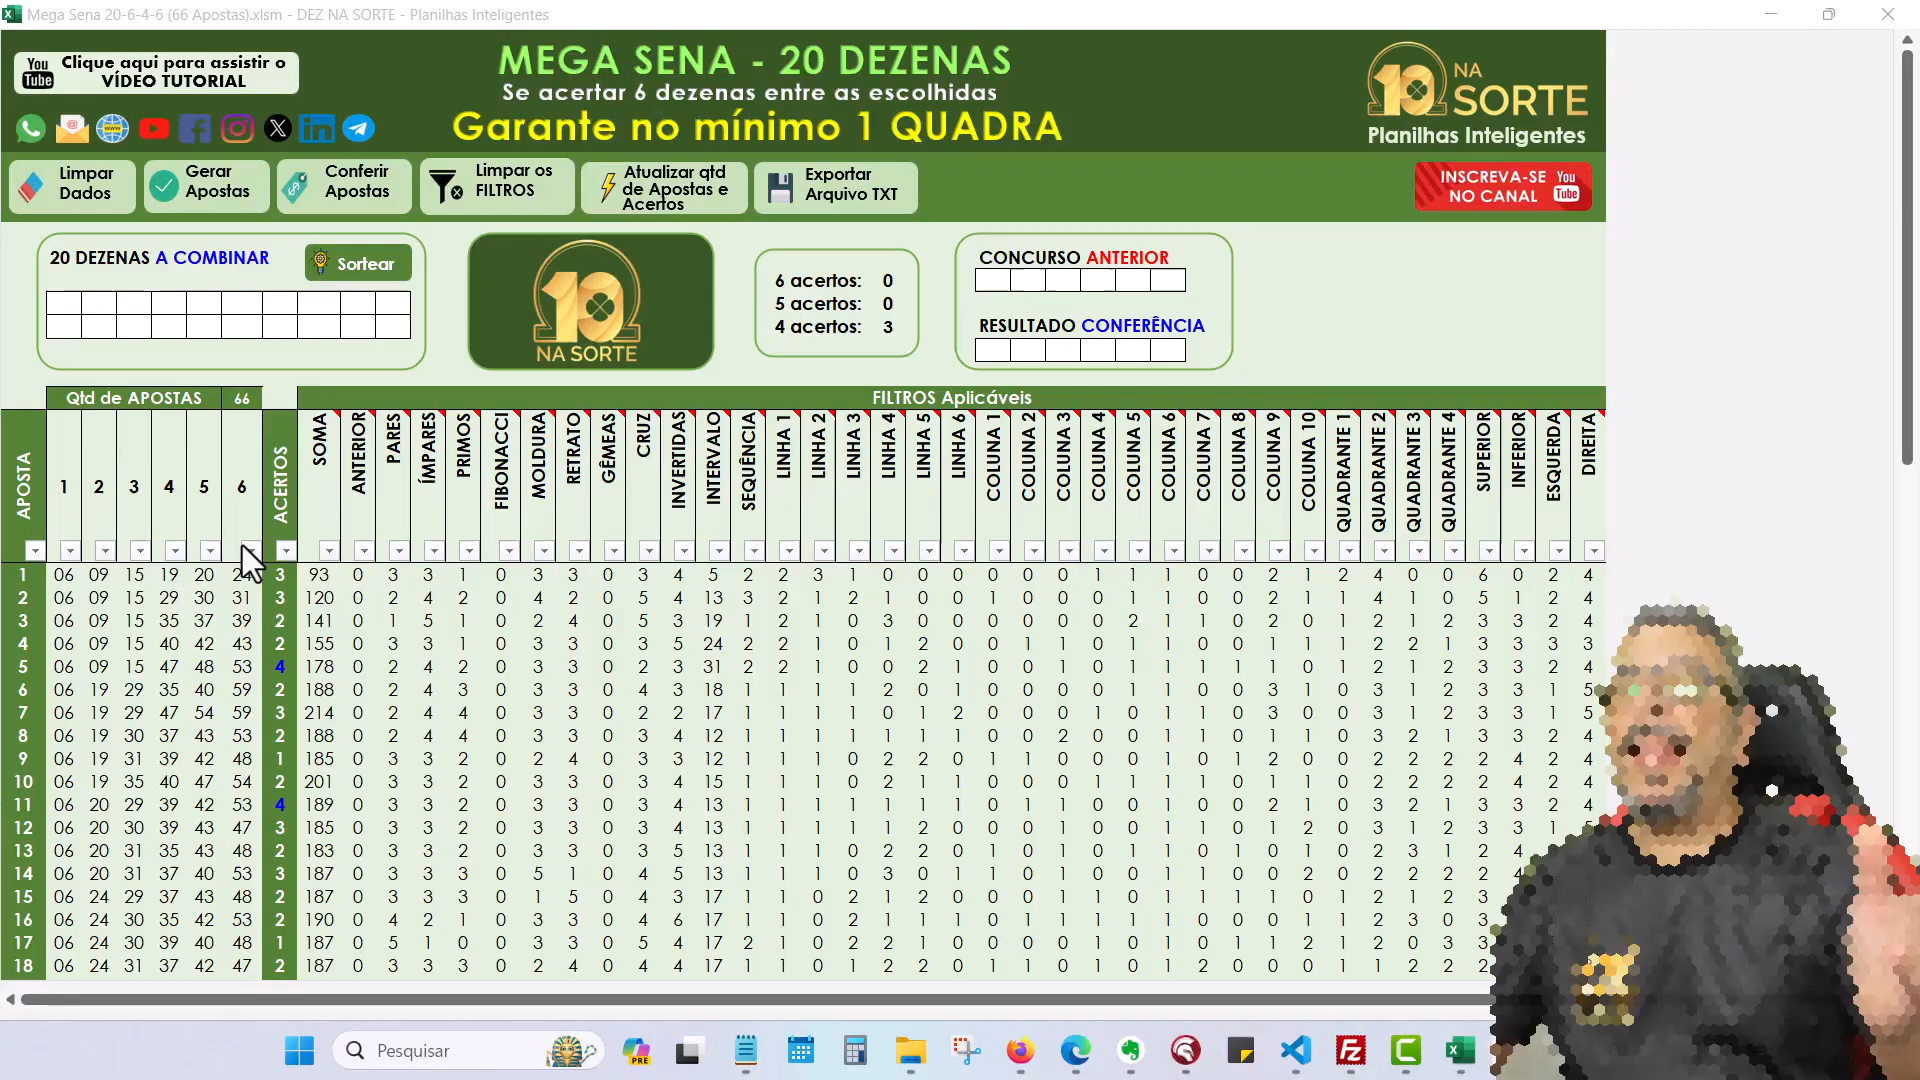 Mega Sena 20-6-4-6 (66 Apostas).xlsm - DEZ NA SORTE - Planilhas Inteligentes
You Tube Clique aqui para assistir o VÍDEO TUTORIAL
MEGA SENA - 20 DEZENAS
Se acertar 6 dezenas entre as escolhidas
Garante no mínimo 1 QUADRA
10 NA SORTE
Planilhas Inteligentes
Limpar Dados
Gerar Apostas
Conferir Apostas
Limpar os FILTROS
Atualizar qtd de Apostas e Acertos
Exportar Arquivo TXT
INSCREVA-SE NO CANAL You Tube
20 DEZENAS A COMBINAR
Sortear
10 NA SORTE
6 acertos: 0
5 acertos: 0
4 acertos: 3
CONCURSO ANTERIOR
RESULTADO CONFERÊNCIA
Qtd de APOSTAS 66 FILTROS Aplicáveis
APOSTA 1 2 3 4 5 6 ACERTOS SOMA ANTERIOR PARES ÍMPARES PRIMOS FIBONACCI MOLDURA RETRATO GÊMEAS CRUZ INVERTIDAS INTERVALO SEQUÊNCIA LINHA 1 LINHA 2 LINHA 3 LINHA 4 LINHA 5 LINHA 6 COLUNA 1 COLUNA 2 COLUNA 3 COLUNA 4 COLUNA 5 COLUNA 6 COLUNA 7 COLUNA 8 COLUNA 9 COLUNA 10 QUADRANTE 1 QUADRANTE 2 QUADRANTE 3 QUADRANTE 4 SUPERIOR INFERIOR ESQUERDA DIREITA
1 06 09 15 19 20 24 3 93 0 3 3 1 0 3 3 0 3 4 5 2 2 3 1 0 0 0 0 0 0 1 1 1 0 0 2 1 2 4 0 0 6 0 2 4
2 06 09 15 29 30 31 3 120 0 2 4 2 0 4 2 0 5 4 13 3 2 1 2 1 0 0 1 0 0 0 1 1 0 0 2 1 1 4 1 0 5 1 2 4
3 06 09 15 35 37 39 2 141 0 1 5 1 0 2 4 0 5 3 19 1 2 1 0 3 0 0 0 0 0 0 2 1 1 0 2 0 1 2 1 2 3 3 2 4
4 06 09 15 40 42 43 2 155 0 3 3 1 0 3 3 0 3 5 24 2 2 1 0 1 2 0 0 1 1 0 1 1 0 0 1 1 1 2 2 1 3 3 3 3
5 06 09 15 47 48 53 4 178 0 2 4 2 0 3 3 0 2 3 31 2 2 1 0 0 2 1 0 0 1 0 1 1 1 1 1 0 1 2 1 2 3 3 2 4
6 06 19 29 35 40 59 2 188 0 2 4 3 0 3 3 0 4 3 18 1 1 1 1 2 0 1 0 0 0 0 1 1 0 0 3 1 0 3 1 2 3 3 1 5
7 06 19 29 47 54 59 3 214 0 2 4 4 0 3 3 0 2 2 17 1 1 1 1 0 1 2 0 0 0 1 0 1 1 0 3 0 0 3 1 2 3 3 1 5
8 06 19 30 37 43 53 2 188 0 2 4 4 0 3 3 0 3 4 12 1 1 1 1 1 1 1 0 0 2 0 0 1 1 0 1 1 0 3 2 1 3 3 2 4
9 06 19 31 39 42 48 1 185 0 3 3 2 0 2 4 0 3 3 12 1 1 1 0 2 2 0 1 1 0 0 0 1 0 1 2 0 0 2 2 2 2 4 2 4
10 06 19 35 40 47 54 2 201 0 3 3 2 0 3 3 0 3 4 15 1 1 1 0 2 1 1 0 0 0 1 1 1 1 0 1 1 0 2 2 2 2 4 2 4
11 06 20 29 39 42 53 4 189 0 3 3 2 0 3 3 0 3 4 13 1 1 1 1 1 1 1 0 1 1 0 0 1 0 0 2 1 0 3 2 1 3 3 2 4
12 06 20 30 39 43 47 3 185 0 3 3 2 0 3 3 0 3 4 13 1 1 1 1 1 2 0 0 0 1 0 0 1 1 0 1 2 0 3 1 2 3 3 1
13 06 20 31 35 43 48 2 183 0 3 3 2 0 3 3 0 3 5 13 1 1 1 0 2 2 0 1 0 1 0 1 1 0 1 0 1 0 2 3 1 2 4
14 06 20 31 37 40 53 3 187 0 3 3 3 0 5 1 0 4 5 13 1 1 1 0 3 0 1 1 0 1 0 0 1 1 0 0 2 0 2 2 2 2
15 06 24 29 37 43 48 2 187 0 3 3 3 0 1 5 0 4 3 17 1 1 0 2 1 2 0 0 0 1 1 0 1 1 1 1 0 1 2 1 2 3
16 06 24 30 35 42 53 2 190 0 4 2 1 0 3 3 0 4 6 17 1 1 0 2 1 1 1 0 1 1 1 1 1 0 0 0 1 1 2 3 0 3
17 06 24 30 39 40 48 1 187 0 5 1 0 0 3 3 0 5 4 17 2 1 0 2 2 1 0 0 0 0 1 0 1 0 1 1 2 1 2 0 3 3
18 06 24 31 37 42 47 2 187 0 3 3 3 0 2 4 0 4 4 17 1 1 0 1 2 2 0 1 1 0 1 0 1 2 0 0 0 1 1 2 2 2
Pesquisar
PRE